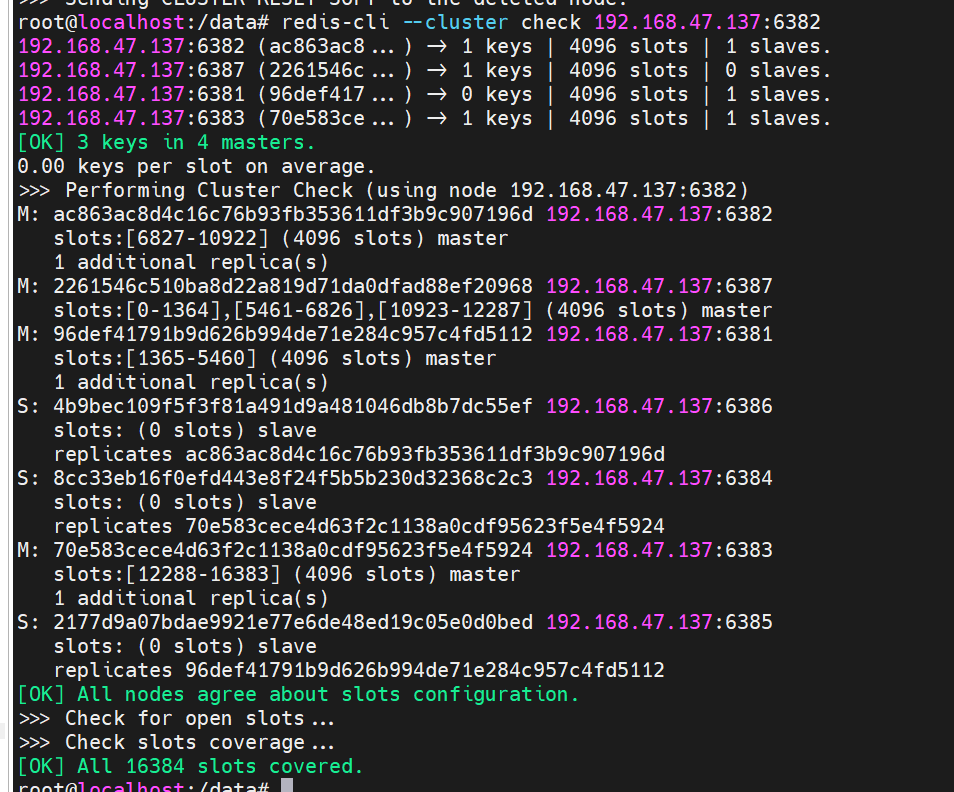 >>> Sending CLUSTER RESET SOFT to the deleted node.
root@localhost:/data# redis-cli --cluster check 192.168.47.137:6382
192.168.47.137:6382 (ac863ac8...) -> 1 keys | 4096 slots | 1 slaves.
192.168.47.137:6387 (2261546c...) -> 1 keys | 4096 slots | 0 slaves.
192.168.47.137:6381 (96def417...) -> 0 keys | 4096 slots | 1 slaves.
192.168.47.137:6383 (70e583ce...) -> 1 keys | 4096 slots | 1 slaves.
[OK] 3 keys in 4 masters.
0.00 keys per slot on average.
>>> Performing Cluster Check (using node 192.168.47.137:6382)
M: ac863ac8d4c16c76b93fb353611df3b9c907196d 192.168.47.137:6382
   slots:[6827-10922] (4096 slots) master
   1 additional replica(s)
M: 2261546c510ba8d22a819d71da0dfad88ef20968 192.168.47.137:6387
   slots:[0-1364],[5461-6826],[10923-12287] (4096 slots) master
M: 96def41791b9d626b994de71e284c957c4fd5112 192.168.47.137:6381
   slots:[1365-5460] (4096 slots) master
   1 additional replica(s)
S: 4b9bec109f5f3f81a491d9a481046db8b7dc55ef 192.168.47.137:6386
   slots: (0 slots) slave
   replicates ac863ac8d4c16c76b93fb353611df3b9c907196d
S: 8cc33eb16f0efd443e8f24f5b5b230d32368c2c3 192.168.47.137:6384
   slots: (0 slots) slave
   replicates 70e583cece4d63f2c1138a0cdf95623f5e4f5924
M: 70e583cece4d63f2c1138a0cdf95623f5e4f5924 192.168.47.137:6383
   slots:[12288-16383] (4096 slots) master
   1 additional replica(s)
S: 2177d9a07bdae9921e77e6de48ed19c05e0d0bed 192.168.47.137:6385
   slots: (0 slots) slave
   replicates 96def41791b9d626b994de71e284c957c4fd5112
[OK] All nodes agree about slots configuration.
>>> Check for open slots...
>>> Check slots coverage...
[OK] All 16384 slots covered.
root@localhost:/data#